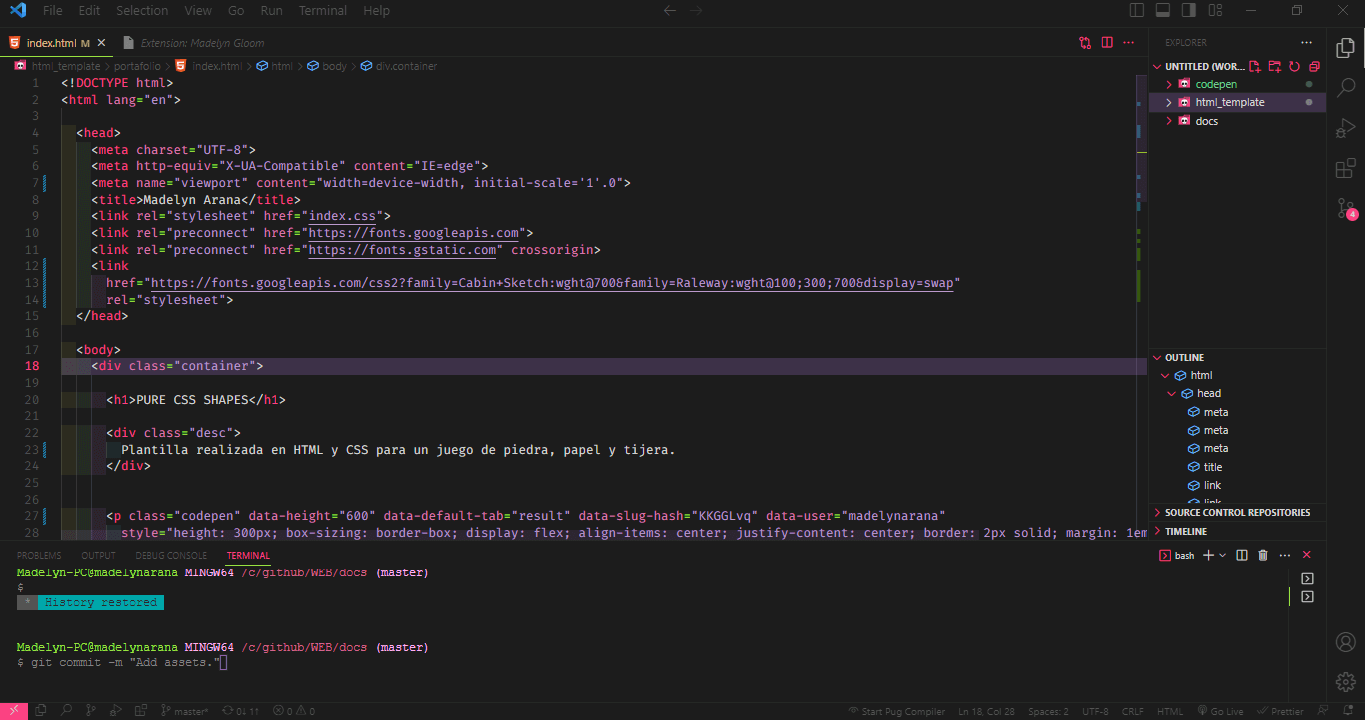 File Edit Selection View Go Run Terminal Help
index.html M Extension: Madelyn Gloom
html_template > portafolio > index.html > html > body > div.container
1 <!DOCTYPE html>
2 <html lang="en">
3
4 <head>
5 <meta charset="UTF-8">
6 <meta http-equiv="X-UA-Compatible" content="IE=edge">
7 <meta name="viewport" content="width=device-width, initial-scale='1'.0">
8 <title>Madelyn Arana</title>
9 <link rel="stylesheet" href="index.css">
10 <link rel="preconnect" href="https://fonts.googleapis.com">
11 <link rel="preconnect" href="https://fonts.gstatic.com" crossorigin>
12 <link
13 href="https://fonts.googleapis.com/css2?family=Cabin+Sketch:wght@700&family=Raleway:wght@100;300;700&display=swap"
14 rel="stylesheet">
15 </head>
16
17 <body>
18 <div class="container">
19
20 <h1>PURE CSS SHAPES</h1>
21
22 <div class="desc">
23 Plantilla realizada en HTML y CSS para un juego de piedra, papel y tijera.
24 </div>
25
26
27 <p class="codepen" data-height="600" data-default-tab="result" data-slug-hash="KKGGLvq" data-user="madelynarana"
28 style="height: 300px; box-sizing: border-box; display: flex; align-items: center; justify-content: center; border: 2px solid; margin: 1em
EXPLORER
UNTITLED (WOR...
codepen
html_template
docs
OUTLINE
html
head
meta
meta
meta
title
link
link
SOURCE CONTROL REPOSITORIES
TIMELINE
4
PROBLEMS OUTPUT DEBUG CONSOLE TERMINAL
bash
Madelyn-PC@madelynarana MINGW64 /c/github/WEB/docs (master)
$
* History restored
Madelyn-PC@madelynarana MINGW64 /c/github/WEB/docs (master)
$ git commit -m "Add assets."
master* 0↓ 1↑ 0 0
Start Pug Compiler Ln 18, Col 28 Spaces: 2 UTF-8 CRLF HTML Go Live Prettier